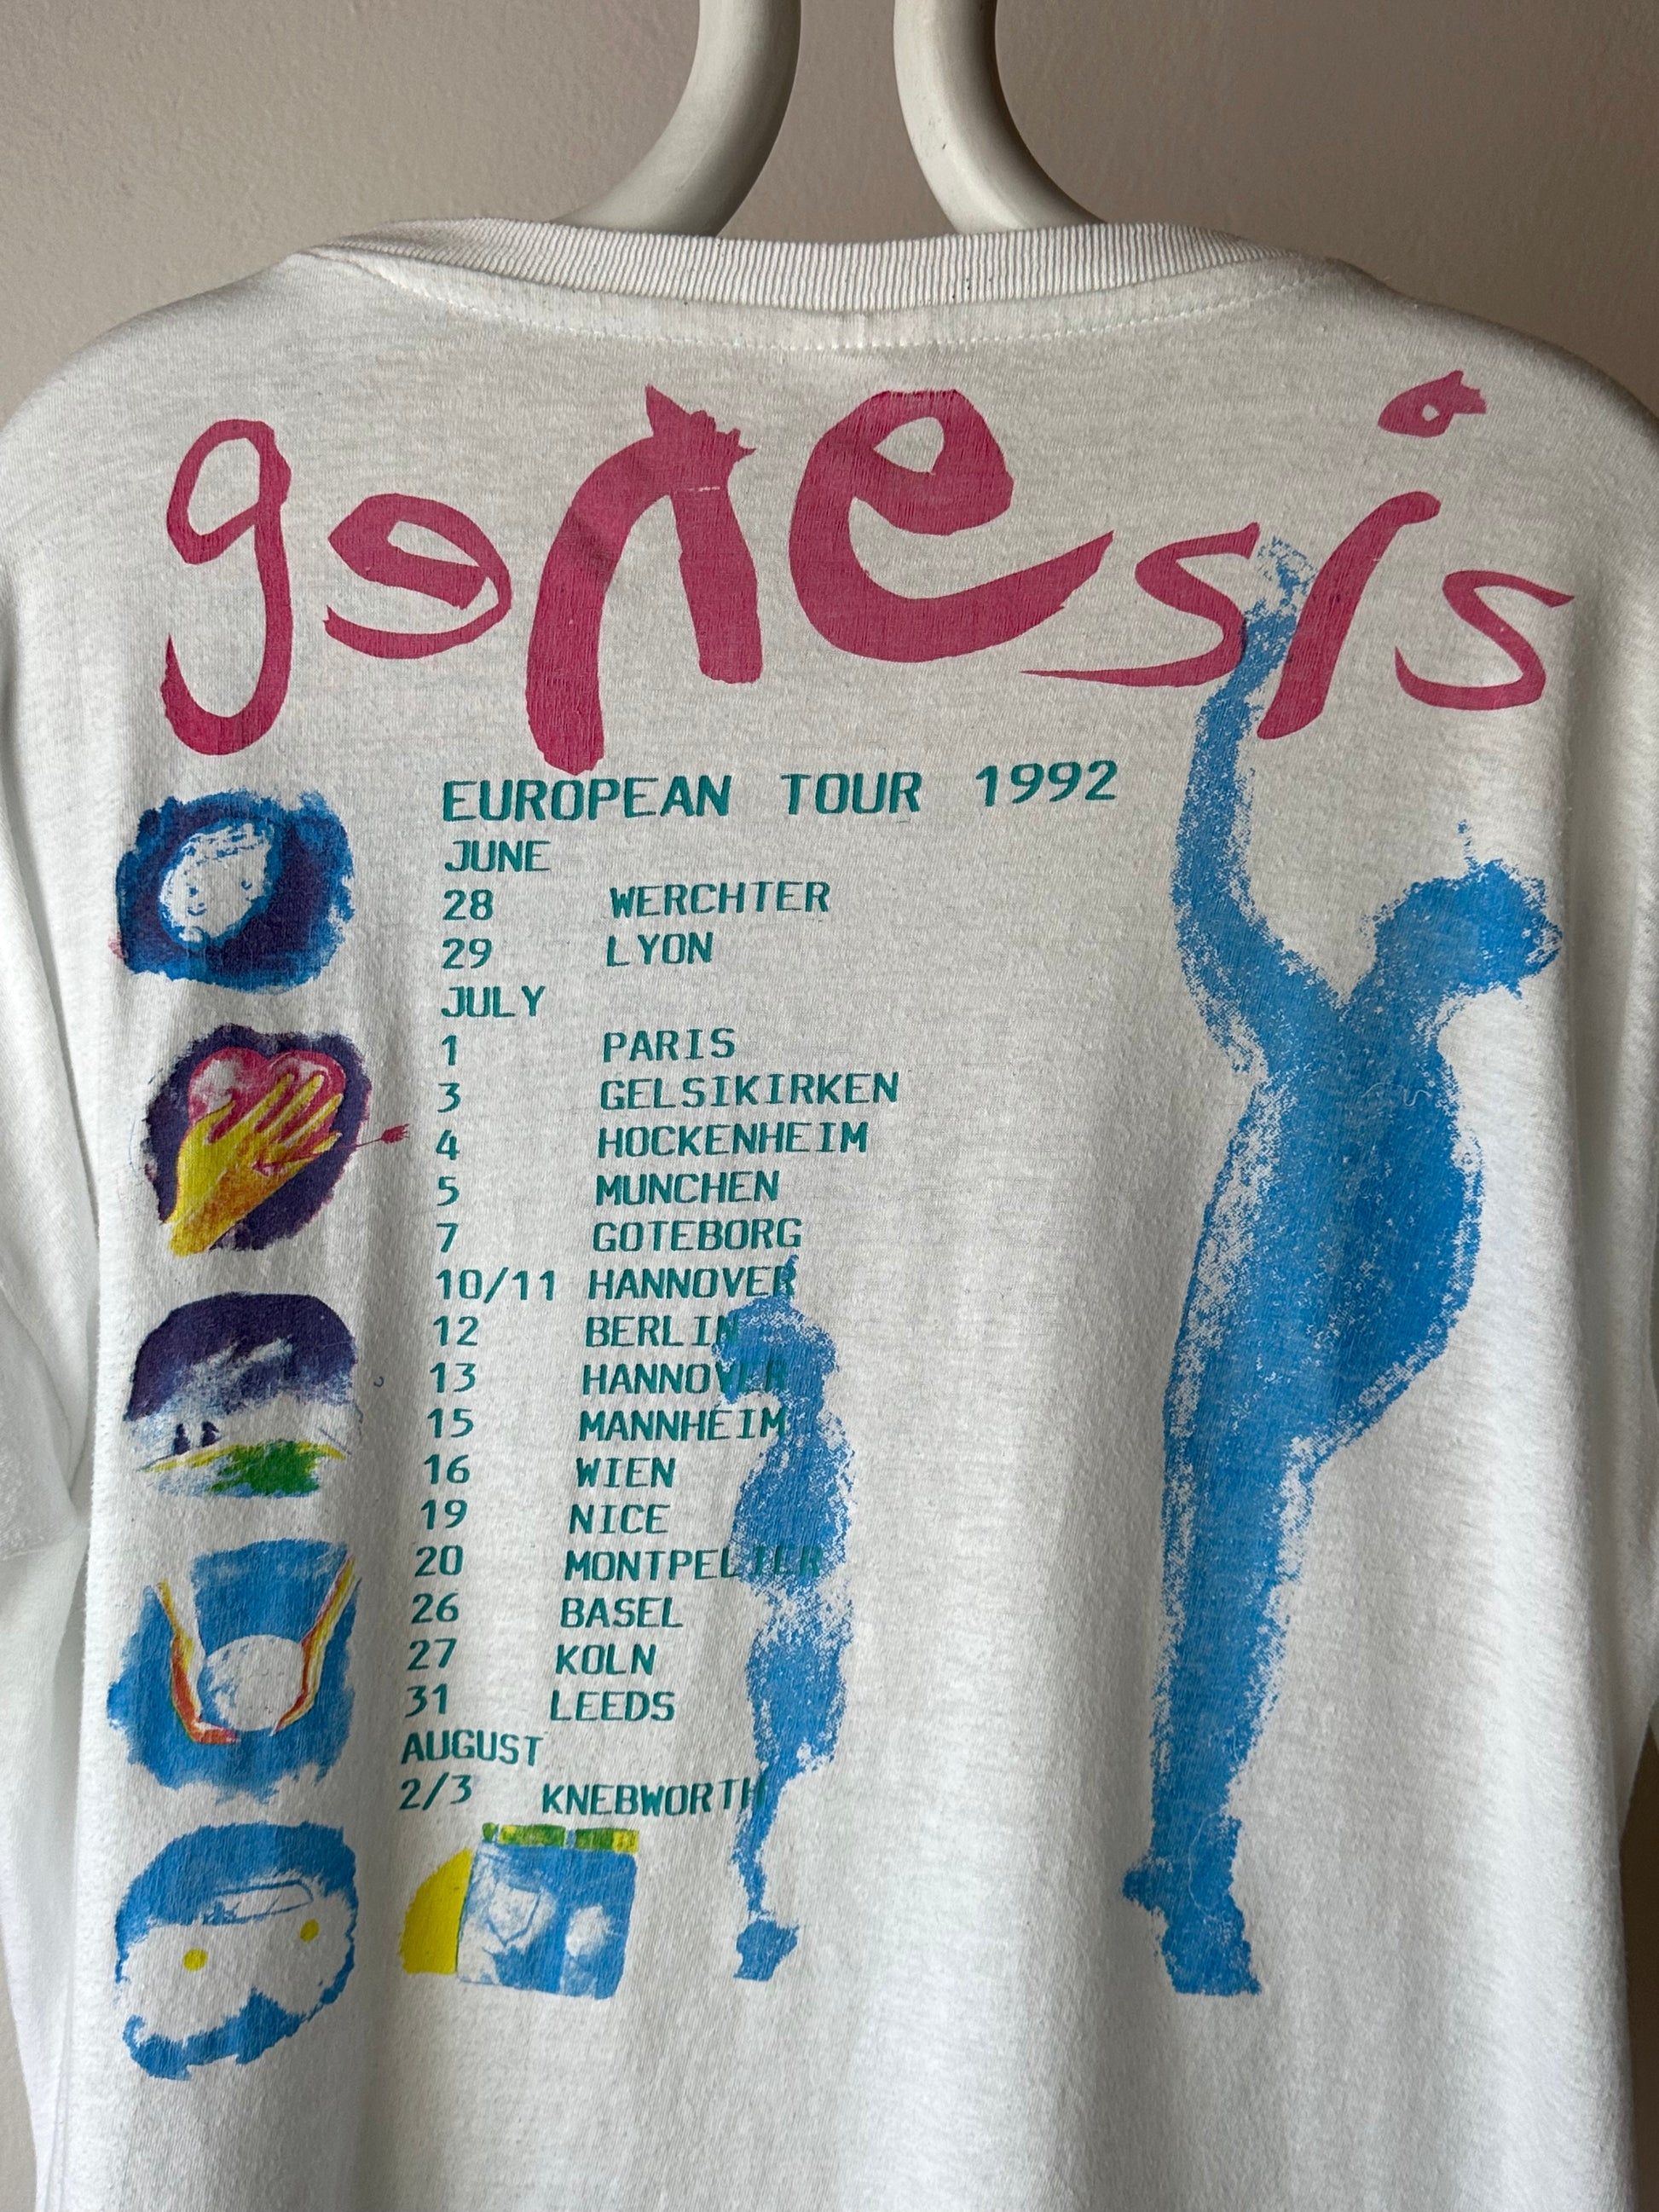 genesis
EUROPEAN TOUR 1992
JUNE
28 WERCHTER
29 LYON
JULY
1 PARIS
3 GELSIKIRKEN
4 HOCKENHEIM
5 MUNCHEN
7 GOTEBORG
10/11 HANNOVER
12 BERLIN
13 HANNOVER
15 MANNHEIM
16 WIEN
19 NICE
20 MONTPELIER
26 BASEL
27 KOLN
31 LEEDS
AUGUST
2/3 KNEBWORTH